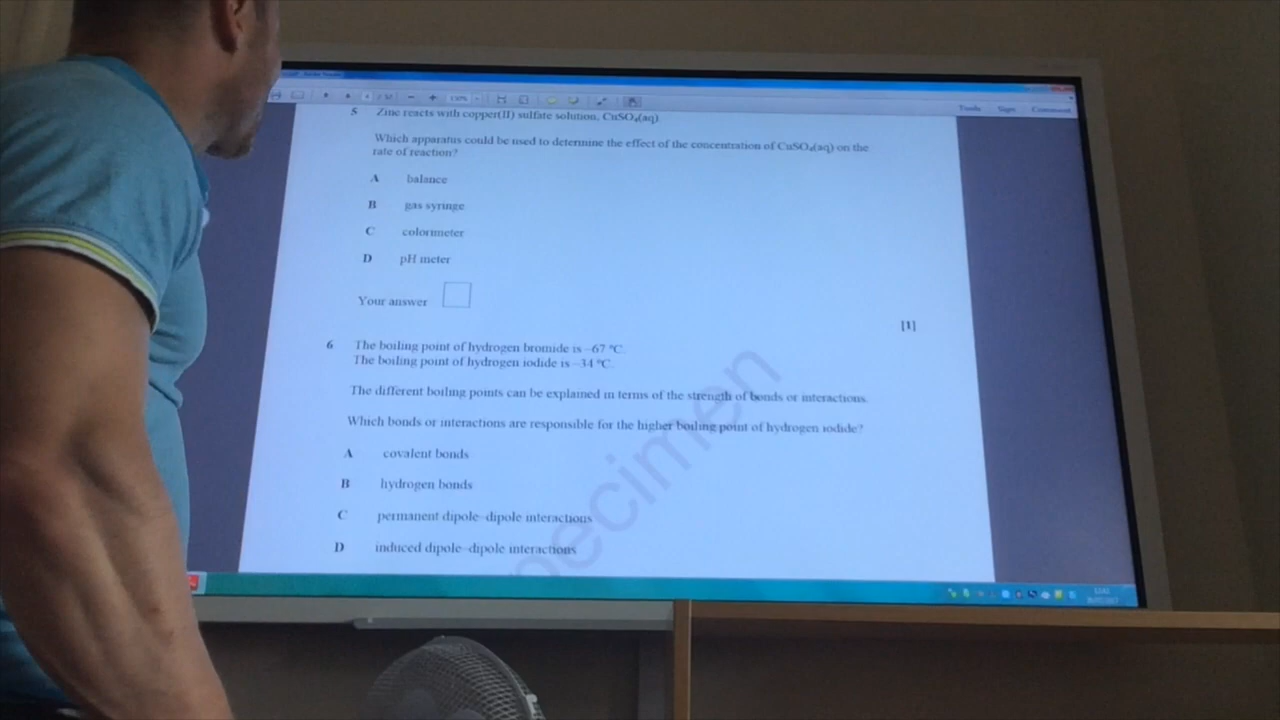 130%
Tools Sign Comment
5 Zinc reacts with copper(II) sulfate solution, CuSO₄(aq)
Which apparatus could be used to determine the effect of the concentration of CuSO₄(aq) on the
rate of reaction?
A balance
B gas syringe
C colorimeter
D pH meter
Your answer
[1]
6 The boiling point of hydrogen bromide is –67 °C.
The boiling point of hydrogen iodide is –34 °C.
The different boiling points can be explained in terms of the strength of bonds or interactions.
Which bonds or interactions are responsible for the higher boiling point of hydrogen iodide?
A covalent bonds
B hydrogen bonds
C permanent dipole–dipole interactions
D induced dipole–dipole interactions
pecimen